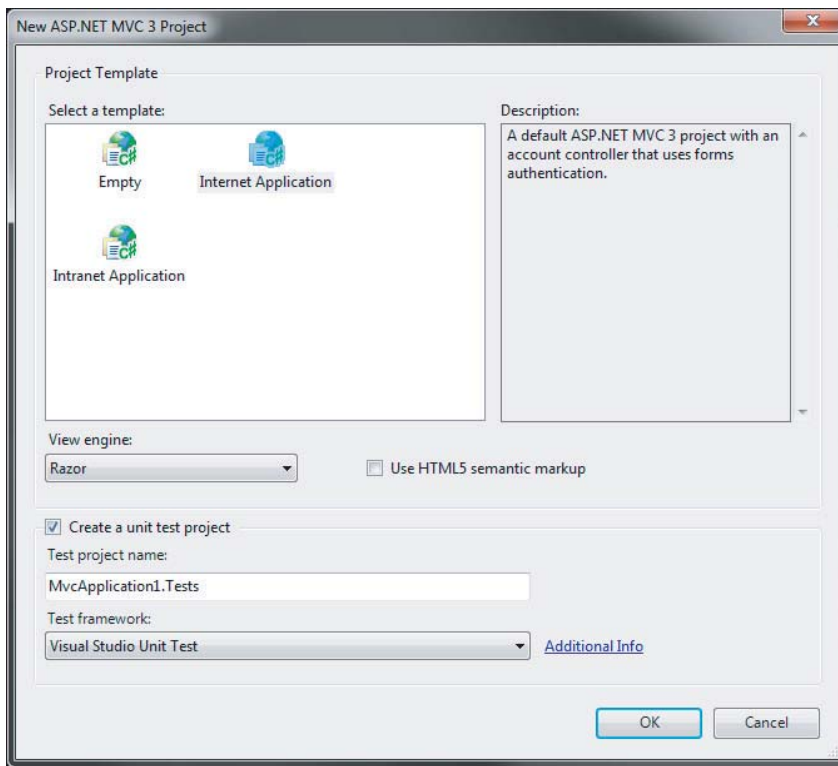 New ASP.NET MVC 3 Project
Project Template
Select a template:
Description:
Empty
Internet Application
Intranet Application
A default ASP.NET MVC 3 project with an
account controller that uses forms
authentication.
View engine:
Razor
Use HTML5 semantic markup
Create a unit test project
Test project name:
MvcApplication1.Tests
Test framework:
Visual Studio Unit Test
Additional Info
OK
Cancel